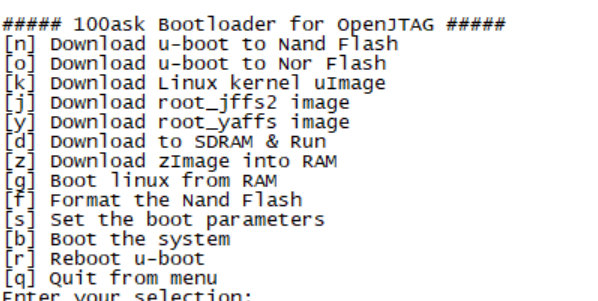 ##### 100ask Bootloader for OpenJTAG #####
[n] Download u-boot to Nand Flash
[o] Download u-boot to Nor Flash
[k] Download Linux kernel uImage
[j] Download root_jffs2 image
[y] Download root_yaffs image
[d] Download to SDRAM & Run
[z] Download zImage into RAM
[g] Boot linux from RAM
[f] Format the Nand Flash
[s] Set the boot parameters
[b] Boot the system
[r] Reboot u-boot
[q] Quit from menu
Enter your selection: